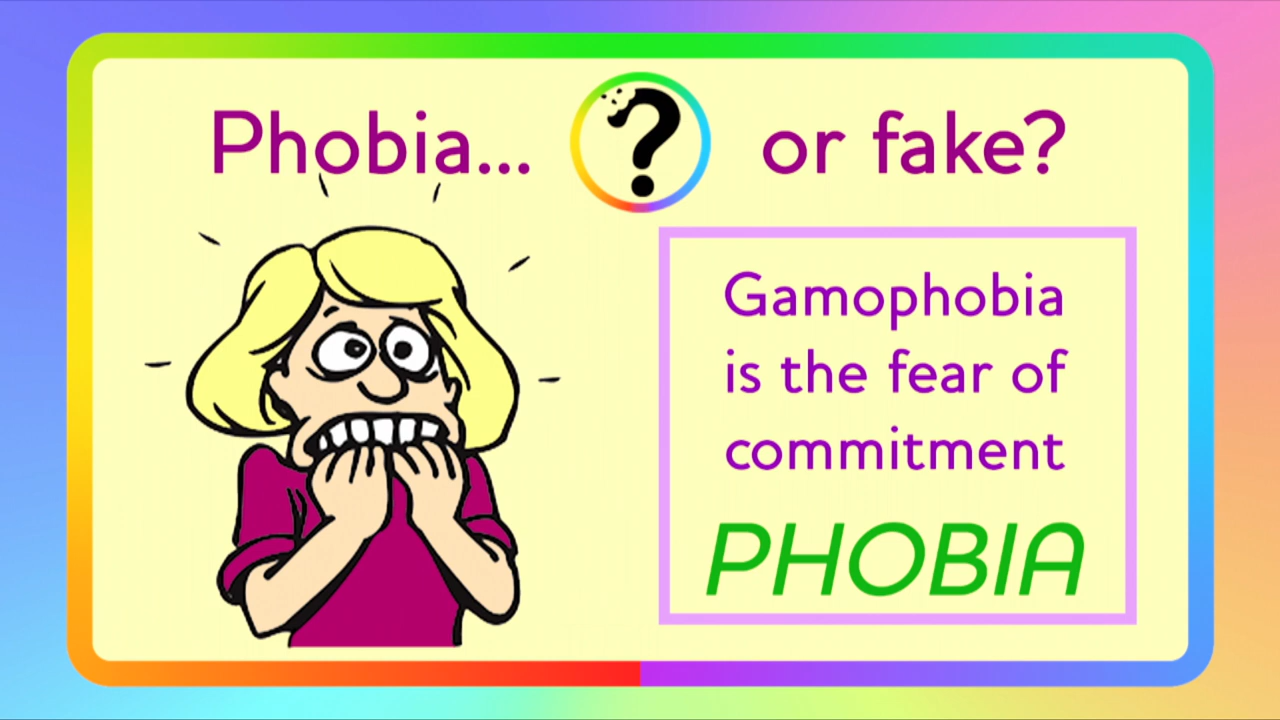 Phobia... ? or fake?
Gamophobia
is the fear of
commitment
PHOBIA